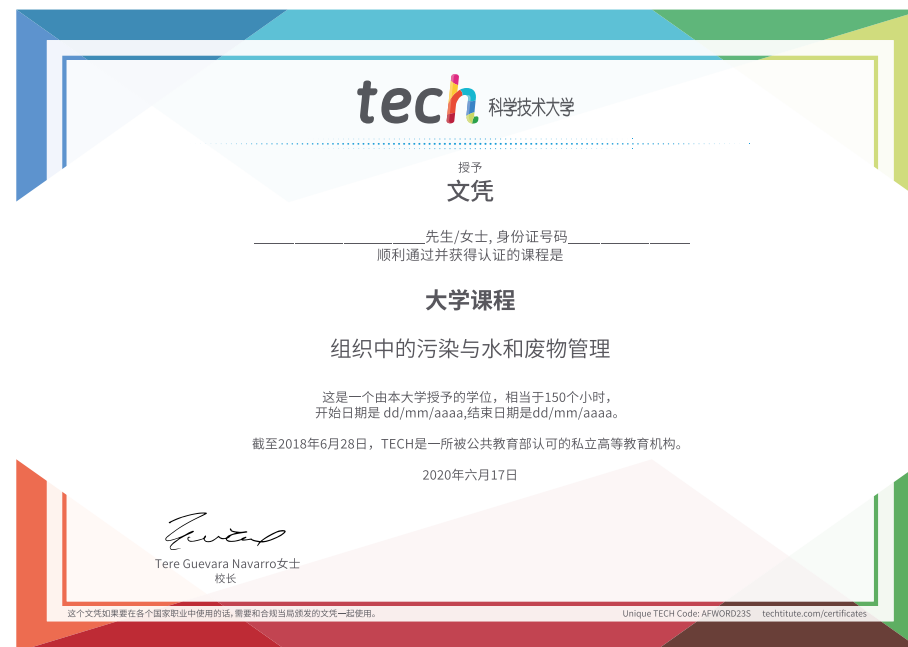 tech 科学技术大学
授予
文凭
先生/女士, 身份证号码
顺利通过并获得认证的课程是
大学课程
组织中的污染与水和废物管理
这是一个由本大学授予的学位，相当于150个小时，
开始日期是 dd/mm/aaaa,结束日期是dd/mm/aaaa。
截至2018年6月28日，TECH是一所被公共教育部认可的私立高等教育机构。
2020年六月17日
Tere Guevara Navarro女士
校长
这个文凭如果要在各个国家职业中使用的话,需要和合规当局颁发的文凭一起使用。
Unique TECH Code: AFWORD23S techtitute.com/certificates